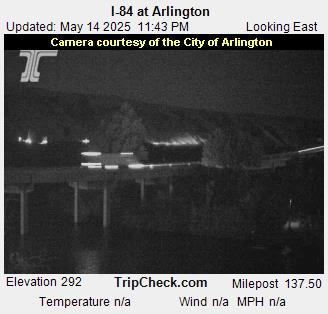 I-84 at Arlington
Updated: May 14 2025 11:43 PM Looking East
Camera courtesy of the City of Arlington
Elevation 292 TripCheck.com Milepost 137.50
Temperature n/a Wind n/a MPH n/a